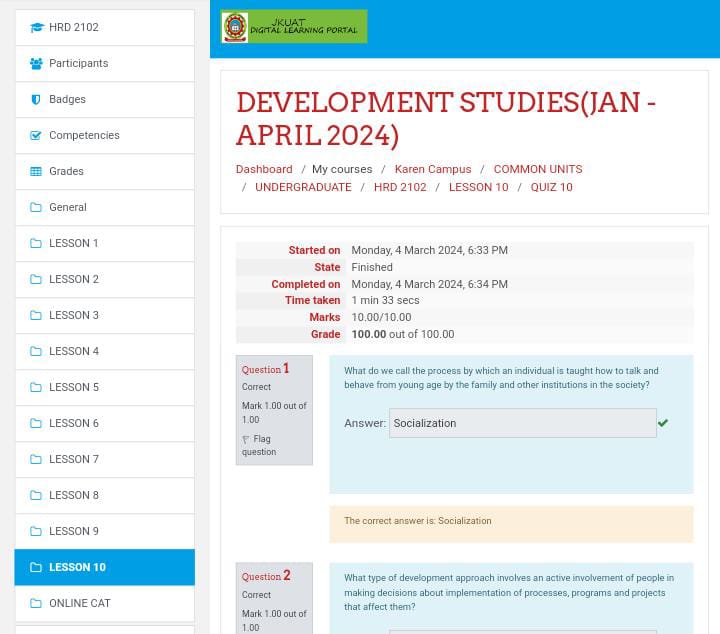 HRD 2102
Participants
Badges
Competencies
Grades
General
LESSON 1
LESSON 2
LESSON 3
LESSON 4
LESSON 5
LESSON 6
LESSON 7
LESSON 8
LESSON 9
LESSON 10
ONLINE CAT
JKUAT
DIGITAL LEARNING PORTAL
DEVELOPMENT STUDIES(JAN -
APRIL 2024)
Dashboard / My courses / Karen Campus / COMMON UNITS
/ UNDERGRADUATE / HRD 2102 / LESSON 10 / QUIZ 10
Started on Monday, 4 March 2024, 6:33 PM
State Finished
Completed on Monday, 4 March 2024, 6:34 PM
Time taken 1 min 33 secs
Marks 10.00/10.00
Grade 100.00 out of 100.00
Question 1
Correct
Mark 1.00 out of
1.00
Flag
question
What do we call the process by which an individual is taught how to talk and
behave from young age by the family and other institutions in the society?
Answer: Socialization
The correct answer is: Socialization
Question 2
Correct
Mark 1.00 out of
1.00
What type of development approach involves an active involvement of people in
making decisions about implementation of processes, programs and projects
that affect them?